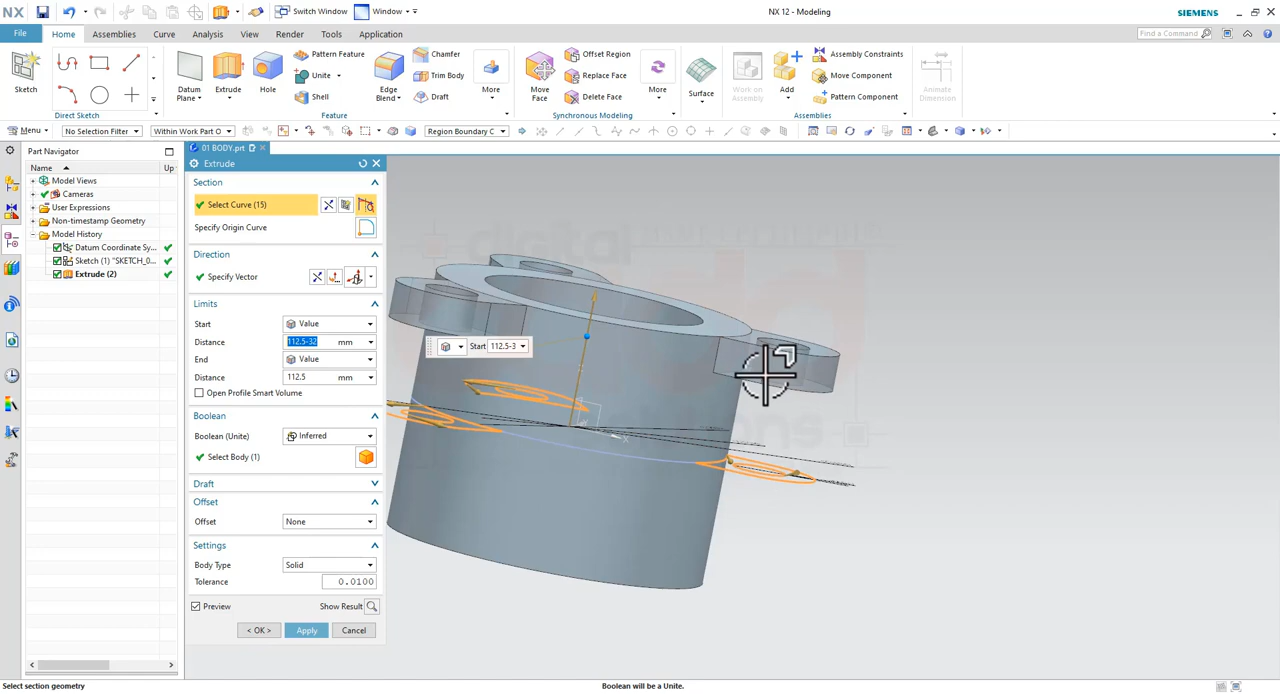 NX
Switch Window
Window
NX 12 - Modeling
SIEMENS
File
Home
Assemblies
Curve
Analysis
View
Render
Tools
Application
Find a Command
Sketch
Direct Sketch
Datum Plane
Extrude
Hole
Pattern Feature
Unite
Shell
Edge Blend
Chamfer
Trim Body
Draft
More
Feature
Move Face
Offset Region
Replace Face
Delete Face
More
Synchronous Modeling
Surface
Work on Assembly
Add
Assembly Constraints
Move Component
Pattern Component
Assemblies
Animate Dimension
Menu
No Selection Filter
Within Work Part O
Region Boundary C
Part Navigator
Name
Up
Model Views
Cameras
User Expressions
Non-timestamp Geometry
Model History
Datum Coordinate Sy...
Sketch (1) "SKETCH_0...
Extrude (2)
01 BODY.prt
Extrude
Section
Select Curve (15)
Specify Origin Curve
Direction
Specify Vector
Limits
Start
Value
Distance
112.5-32 mm
End
Value
Distance
112.5 mm
Open Profile Smart Volume
Boolean
Boolean (Unite)
Inferred
Select Body (1)
Draft
Offset
Offset
None
Settings
Body Type
Solid
Tolerance
0.0100
Preview
Show Result
< OK >
Apply
Cancel
Start 112.5-3
digital
Select section geometry
Boolean will be a Unite.